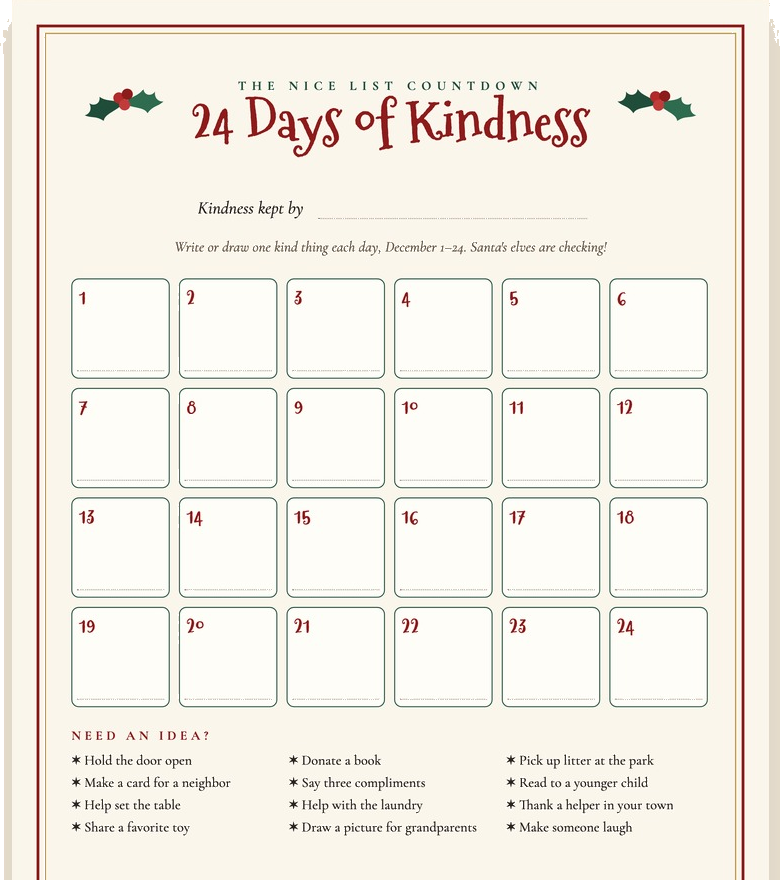 THE NICE LIST COUNTDOWN
24 Days of Kindness
Kindness kept by
Write or draw one kind thing each day, December 1–24. Santa's elves are checking!
1 2 3 4 5 6
7 8 9 10 11 12
13 14 15 16 17 18
19 20 21 22 23 24
NEED AN IDEA?
✶ Hold the door open
✶ Make a card for a neighbor
✶ Help set the table
✶ Share a favorite toy
✶ Donate a book
✶ Say three compliments
✶ Help with the laundry
✶ Draw a picture for grandparents
✶ Pick up litter at the park
✶ Read to a younger child
✶ Thank a helper in your town
✶ Make someone laugh